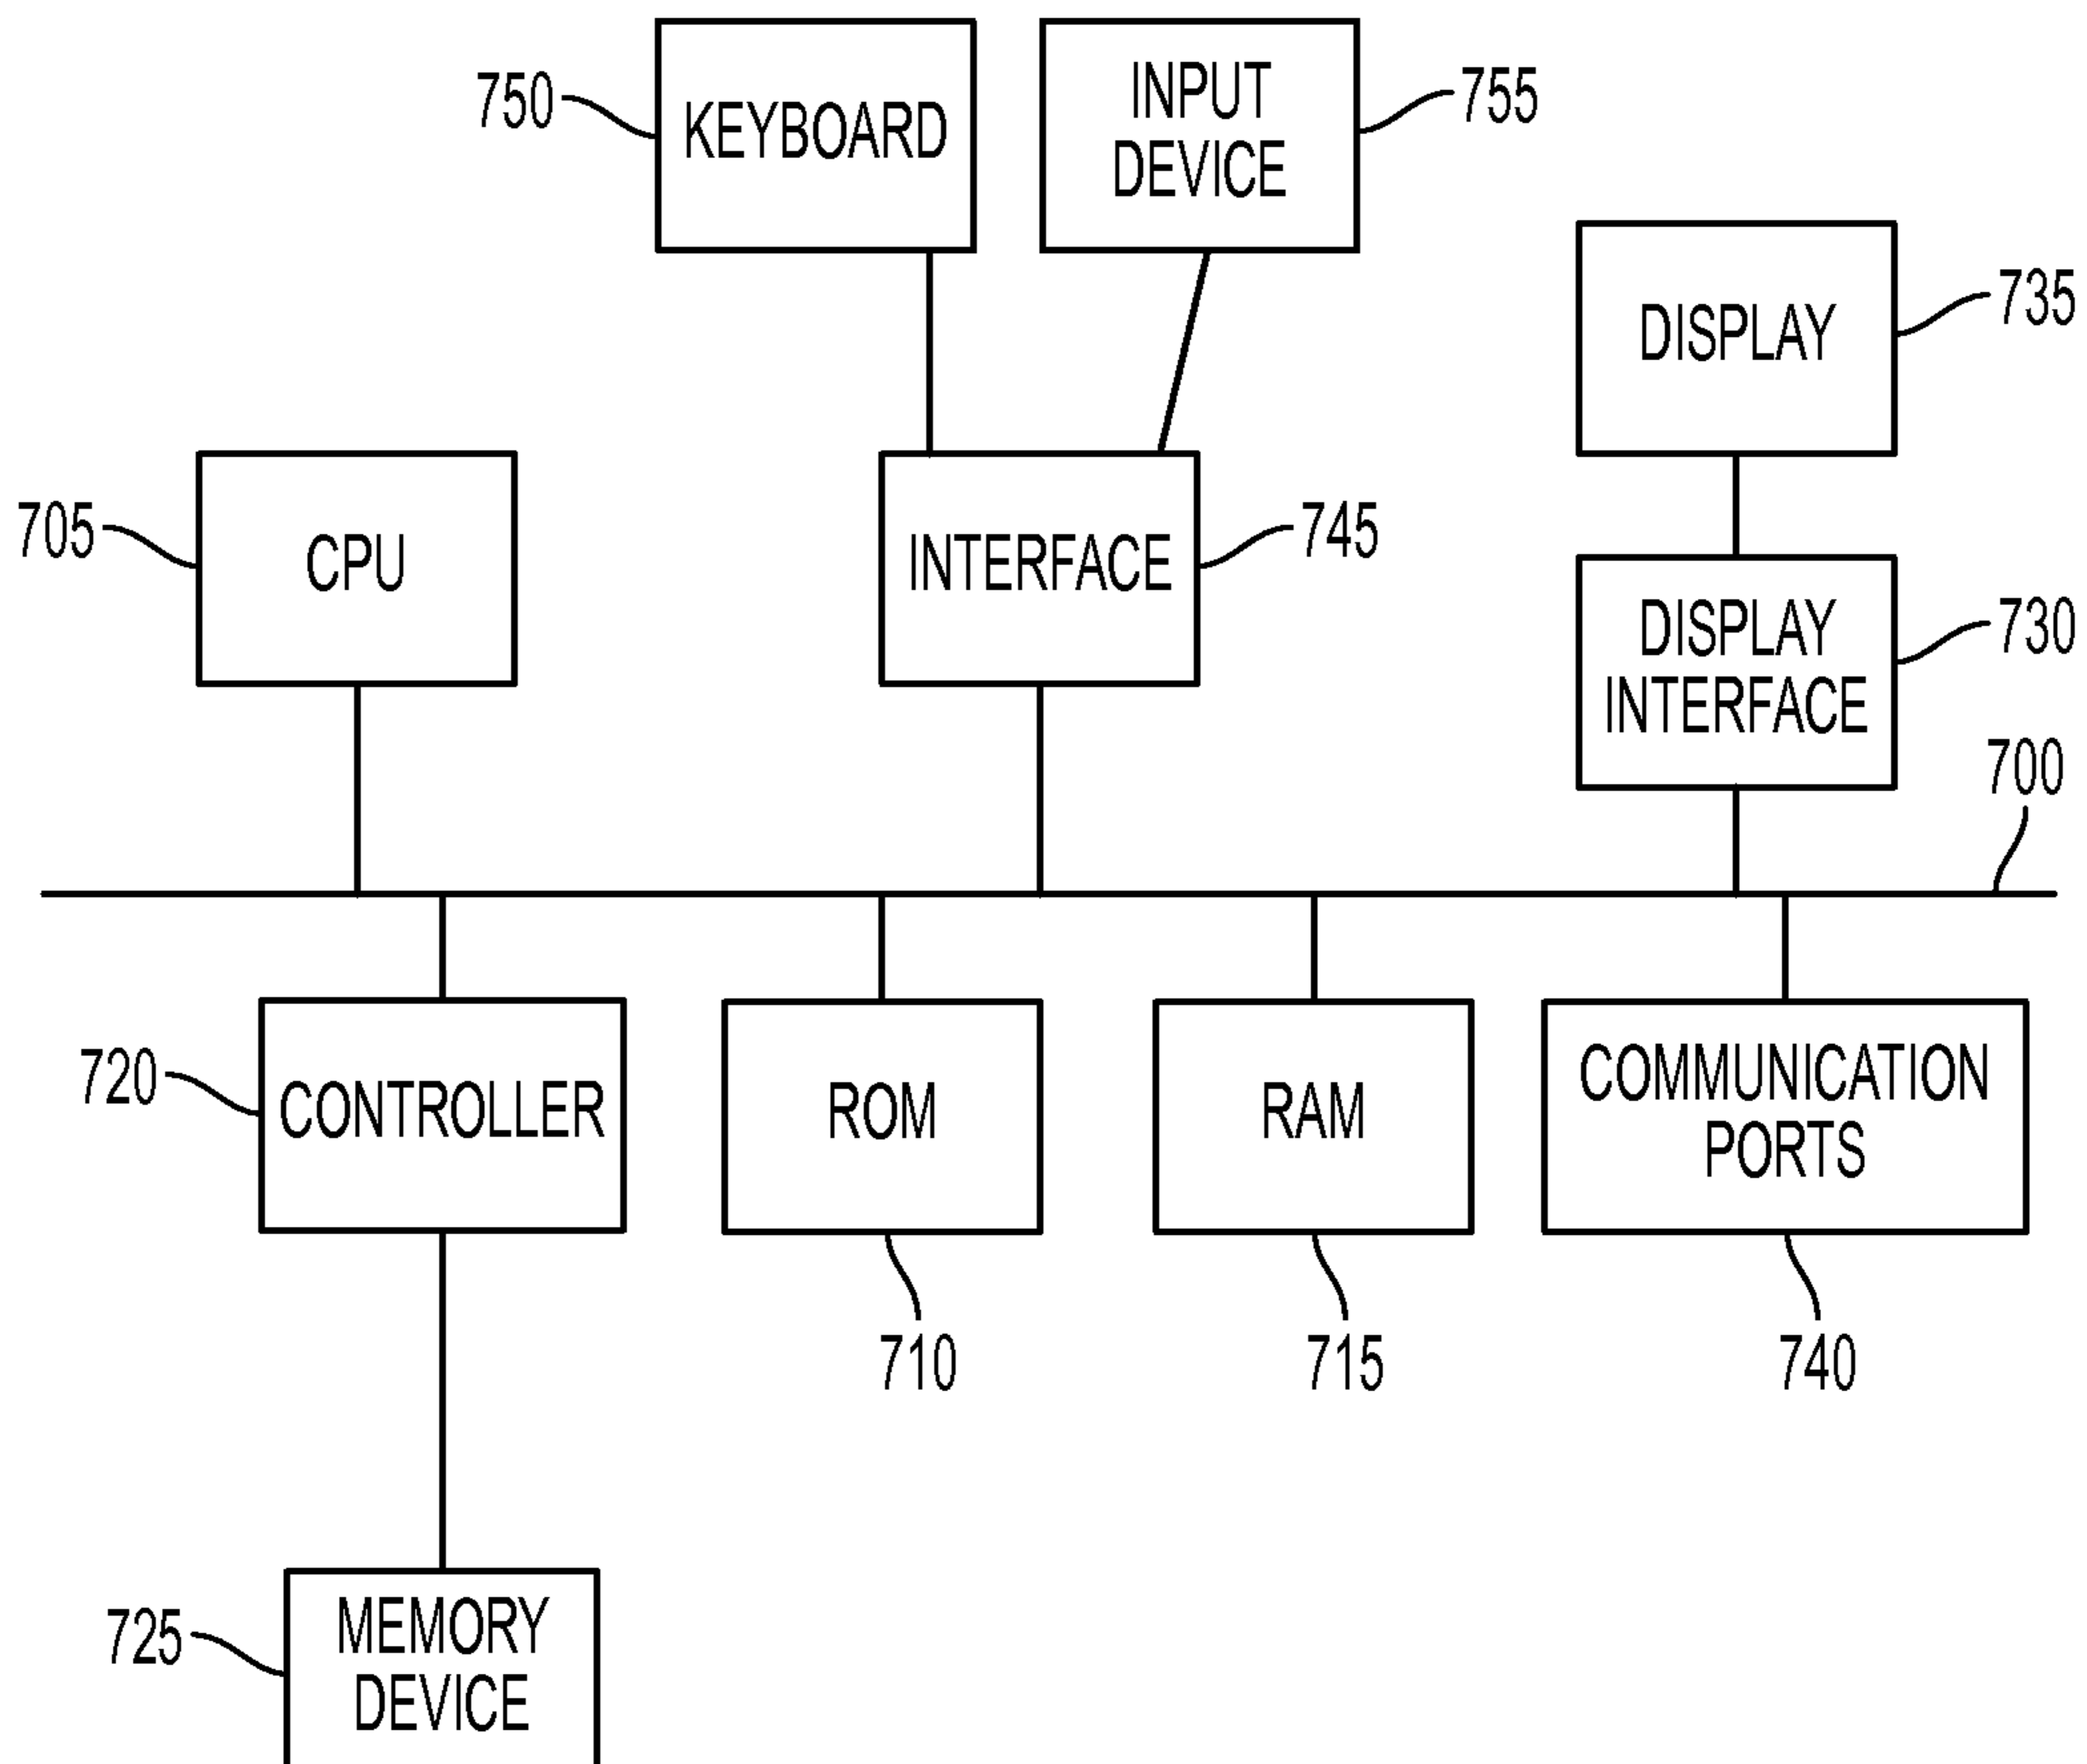 750
KEYBOARD
INPUT
DEVICE
755
DISPLAY
735
705
CPU
INTERFACE
745
DISPLAY
INTERFACE
730
700
720
CONTROLLER
ROM
RAM
COMMUNICATION
PORTS
710
715
740
725
MEMORY
DEVICE